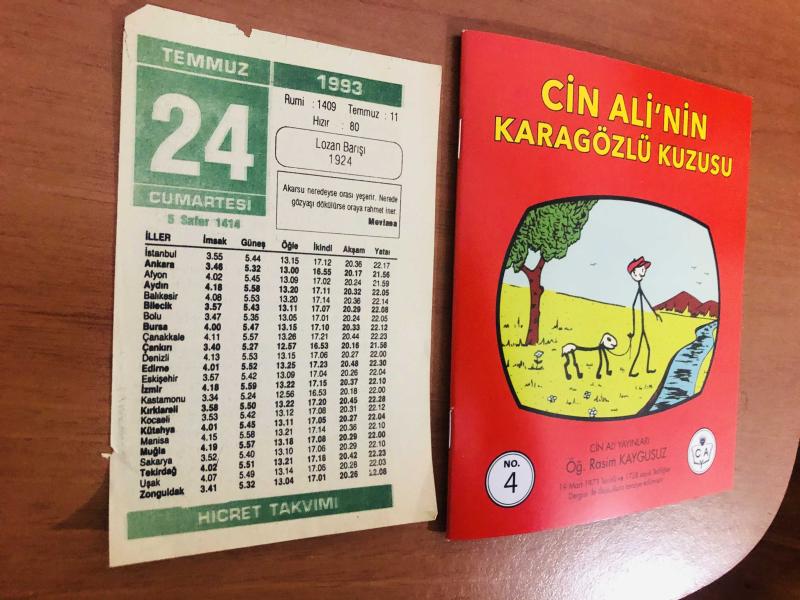 TEMMUZ
1993
24
CUMARTESİ
5 Safer 1414
Rumi : 1409 Temmuz : 11
Hızır : 80
Lozan Barışı
1924
Akarsu neredeyse orası yeşerir. Nerede
gözyaşı dökülürse oraya rahmet iner.
Mevlana
İLLER İmsak Güneş Öğle İkindi Akşam Yatsı
İstanbul 3.55 5.44 13.15 17.12 20.36 22.17
Ankara 3.46 5.32 13.00 16.55 20.17 21.56
Afyon 4.02 5.45 13.09 17.02 20.24 21.59
Aydın 4.18 5.58 13.20 17.11 20.32 22.05
Balıkesir 4.08 5.53 13.20 17.14 20.36 22.14
Bilecik 3.57 5.43 13.11 17.07 20.29 22.08
Bolu 3.47 5.35 13.05 17.01 20.24 22.05
Bursa 4.00 5.47 13.15 17.10 20.33 22.12
Çanakkale 4.11 5.57 13.26 17.21 20.44 22.23
Çankırı 3.40 5.27 12.57 16.53 20.16 21.56
Denizli 4.13 5.53 13.15 17.06 20.27 22.00
Edirne 4.01 5.52 13.25 17.23 20.48 22.30
Eskişehir 3.57 5.42 13.09 17.04 20.26 22.04
İzmir 4.18 5.59 13.22 17.15 20.37 22.10
Kastamonu 3.34 5.24 12.56 16.53 20.18 22.00
Kırklareli 3.58 5.50 13.22 17.20 20.45 22.28
Kocaeli 3.53 5.42 13.12 17.08 20.31 22.12
Kütahya 4.01 5.45 13.11 17.05 20.27 22.04
Manisa 4.15 5.58 13.21 17.14 20.36 22.10
Muğla 4.19 5.57 13.18 17.08 20.29 22.00
Sakarya 3.52 5.40 13.10 17.06 20.29 22.10
Tekirdağ 4.02 5.51 13.21 17.18 20.42 22.23
Uşak 4.07 5.49 13.14 17.06 20.28 22.03
Zonguldak 3.41 5.32 13.04 17.01 20.26 22.08
HİCRET TAKVİMİ
CİN ALİ'NİN
KARAGÖZLÜ KUZUSU
NO.
4
CİN ALİ YAYINLARI
Öğ. Rasim KAYGUSUZ
CA